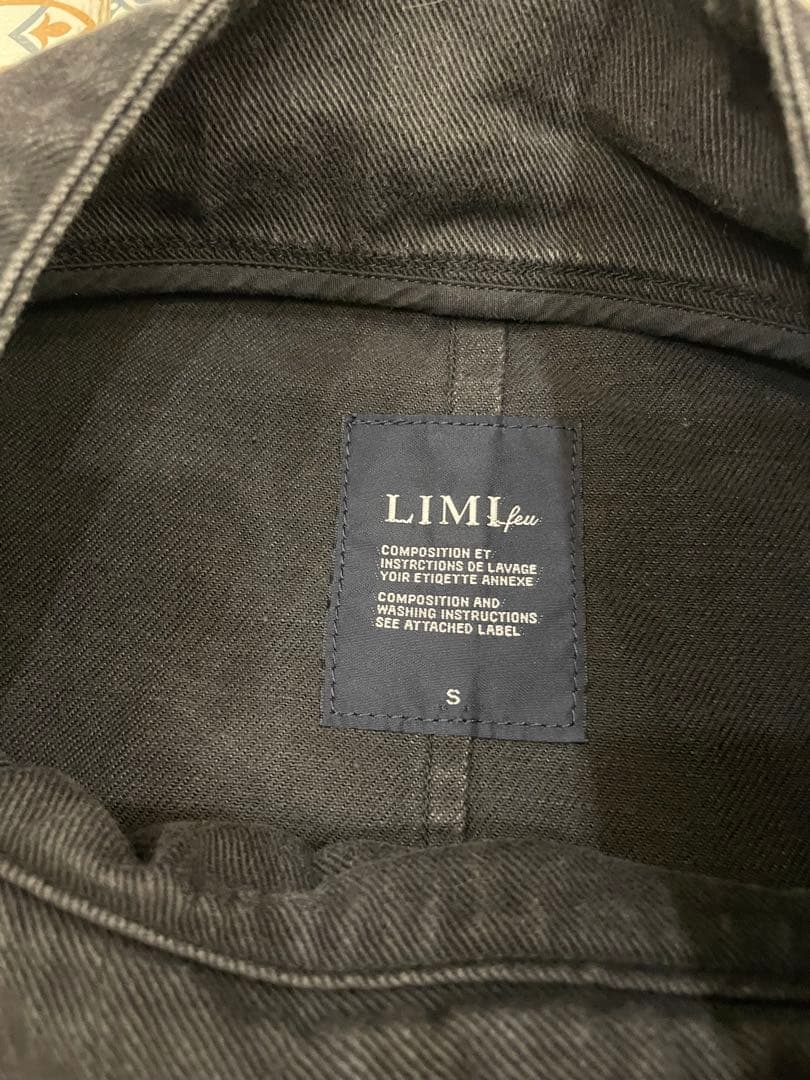 LIMI feu
COMPOSITION ET
INSTRCTIONS DE LAVAGE
YOIR ETIQETTE ANNEXE
COMPOSITION AND
WASHING INSTRUCTIONS
SEE ATTACHED LABEL
S